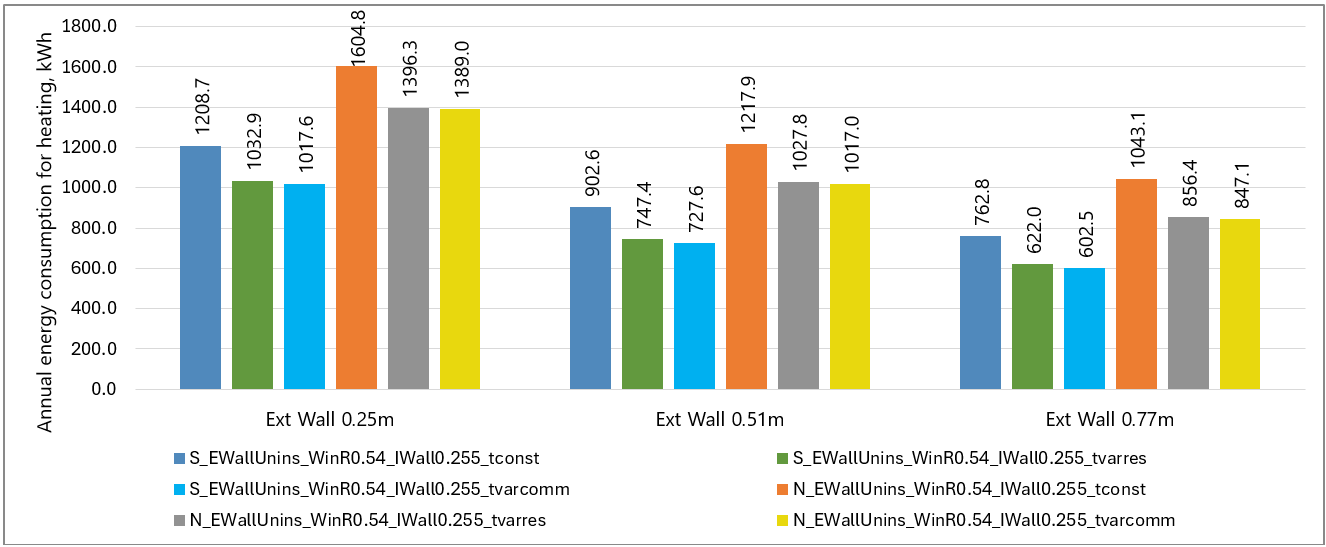 Annual energy consumption for heating, kWh
1800.0
1600.0
1400.0
1200.0
1000.0
800.0
600.0
400.0
200.0
0.0
1208.7
1032.9
1017.6
1604.8
1396.3
1389.0
902.6
747.4
727.6
1217.9
1027.8
1017.0
762.8
622.0
602.5
1043.1
856.4
847.1
Ext Wall 0.25m
Ext Wall 0.51m
Ext Wall 0.77m
S_EWallUnins_WinR0.54_IWall0.255_tconst
S_EWallUnins_WinR0.54_IWall0.255_tvarres
S_EWallUnins_WinR0.54_IWall0.255_tvarcomm
N_EWallUnins_WinR0.54_IWall0.255_tconst
N_EWallUnins_WinR0.54_IWall0.255_tvarres
N_EWallUnins_WinR0.54_IWall0.255_tvarcomm